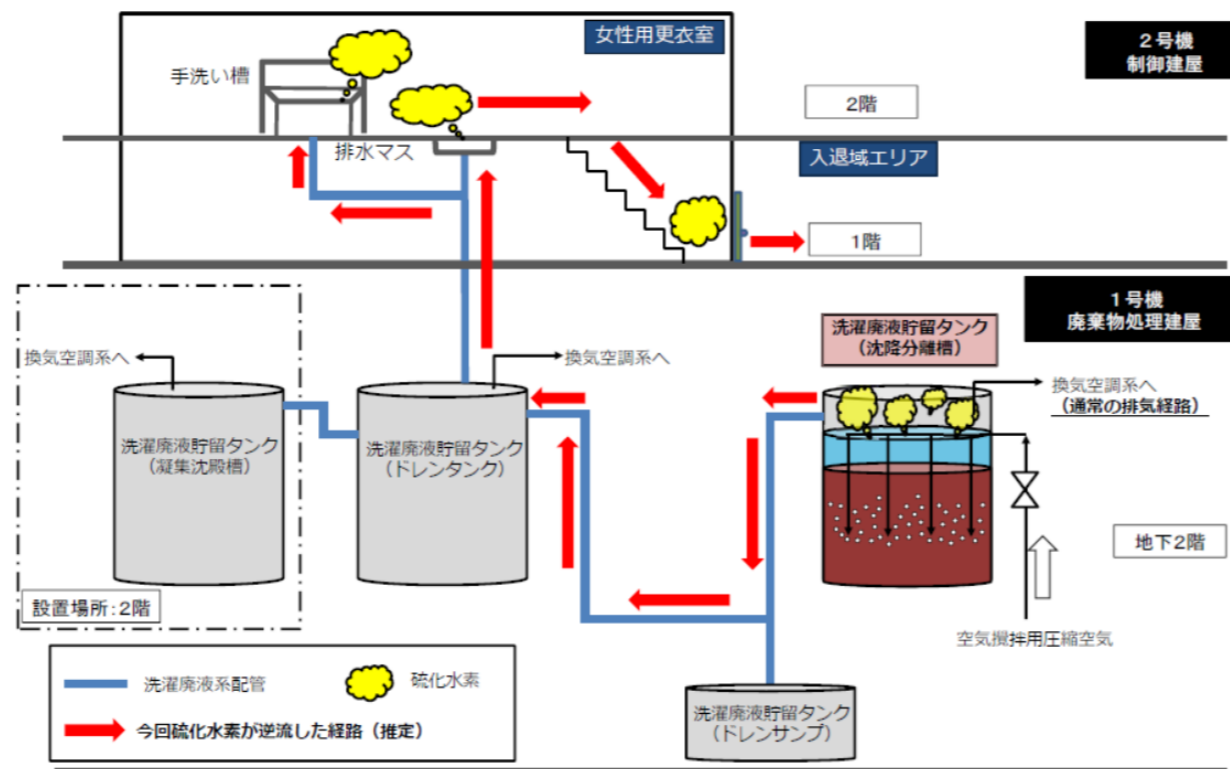 女性用更衣室
2号機
制御建屋
手洗い槽
2階
排水マス
入退域エリア
1階
1号機
廃棄物処理建屋
洗濯廃液貯留タンク
(沈降分離槽)
換気空調系へ
換気空調系へ
換気空調系へ
(通常の排気経路)
洗濯廃液貯留タンク
(凝集沈殿槽)
洗濯廃液貯留タンク
(ドレンタンク)
地下2階
設置場所:2階
空気攪拌用圧縮空気
洗濯廃液系配管
硫化水素
今回硫化水素が逆流した経路(推定)
洗濯廃液貯留タンク
(ドレンサンプ)